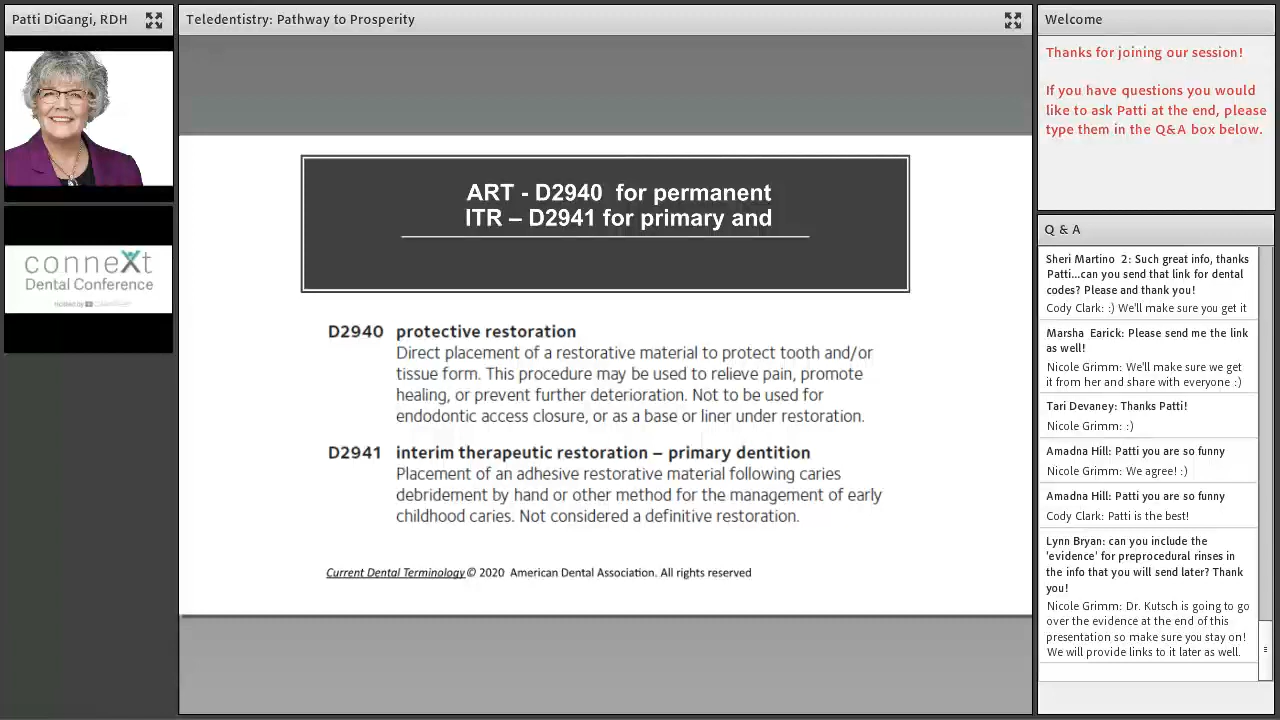 Patti DiGangi, RDH
conneXt
Dental Conference
Teledentistry: Pathway to Prosperity
ART - D2940 for permanent
ITR – D2941 for primary and
D2940 protective restoration
Direct placement of a restorative material to protect tooth and/or
tissue form. This procedure may be used to relieve pain, promote
healing, or prevent further deterioration. Not to be used for
endodontic access closure, or as a base or liner under restoration.
D2941 interim therapeutic restoration – primary dentition
Placement of an adhesive restorative material following caries
debridement by hand or other method for the management of early
childhood caries. Not considered a definitive restoration.
Current Dental Terminology © 2020 American Dental Association. All rights reserved
Welcome
Thanks for joining our session!
If you have questions you would
like to ask Patti at the end, please
type them in the Q&A box below.
Q & A
Sheri Martino 2: Such great info, thanks
Patti...can you send that link for dental
codes? Please and thank you!
Cody Clark: :) We'll make sure you get it
Marsha Earick: Please send me the link
as well!
Nicole Grimm: We'll make sure we get
it from her and share with everyone :)
Tari Devaney: Thanks Patti!
Nicole Grimm: :)
Amadna Hill: Patti you are so funny
Nicole Grimm: We agree! :)
Amadna Hill: Patti you are so funny
Cody Clark: Patti is the best!
Lynn Bryan: can you include the
'evidence' for preprocedural rinses in
the info that you will send later? Thank
you!
Nicole Grimm: Dr. Kutsch is going to go
over the evidence at the end of this
presentation so make sure you stay on!
We will provide links to it later as well.